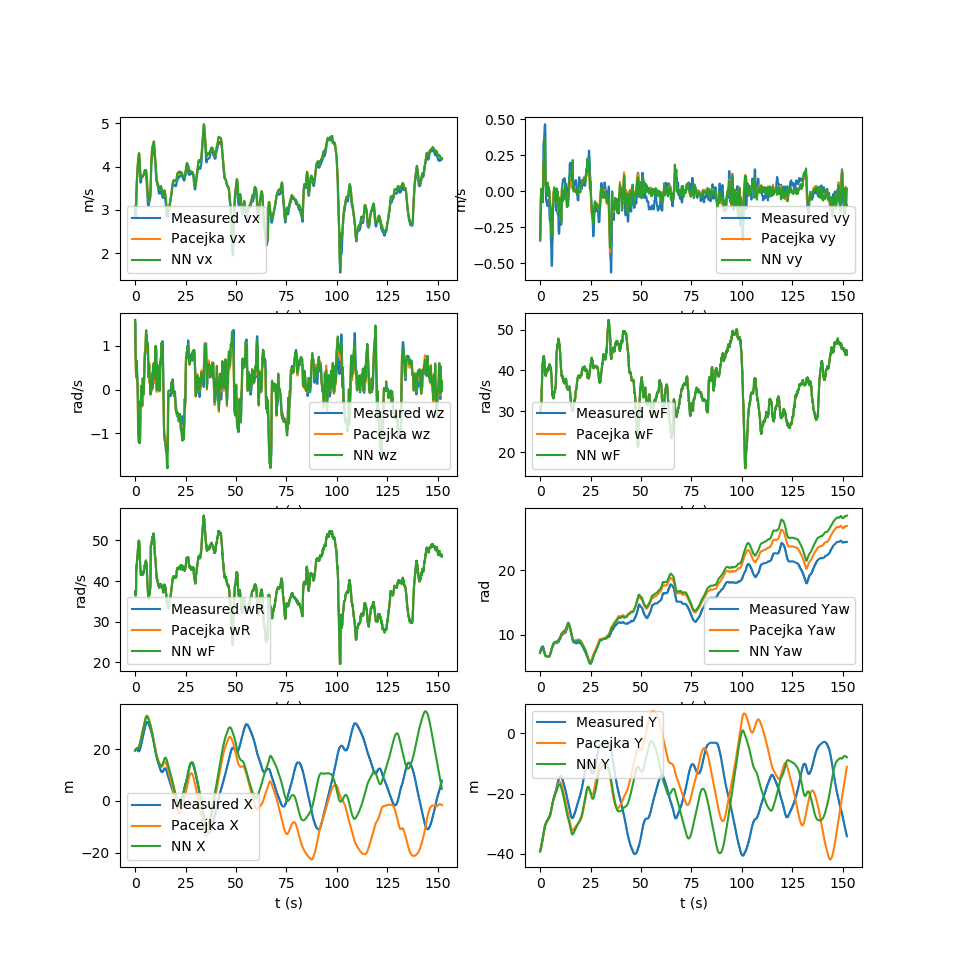 m/s
5
4
3
2
Measured vx
Pacejka vx
NN vx
0 25 50 75 100 125 150
m/s
0.50
0.25
0.00
−0.25
−0.50
Measured vy
Pacejka vy
NN vy
0 25 50 75 100 125 150
rad/s
1
0
−1
Measured wz
Pacejka wz
NN wz
0 25 50 75 100 125 150
rad/s
50
40
30
20
Measured wF
Pacejka wF
NN wF
0 25 50 75 100 125 150
rad/s
50
40
30
20
Measured wR
Pacejka wR
NN wF
0 25 50 75 100 125 150
rad
20
10
Measured Yaw
Pacejka Yaw
NN Yaw
0 25 50 75 100 125 150
m
20
0
−20
Measured X
Pacejka X
NN X
0 25 50 75 100 125 150
t (s)
m
0
−20
−40
Measured Y
Pacejka Y
NN Y
0 25 50 75 100 125 150
t (s)